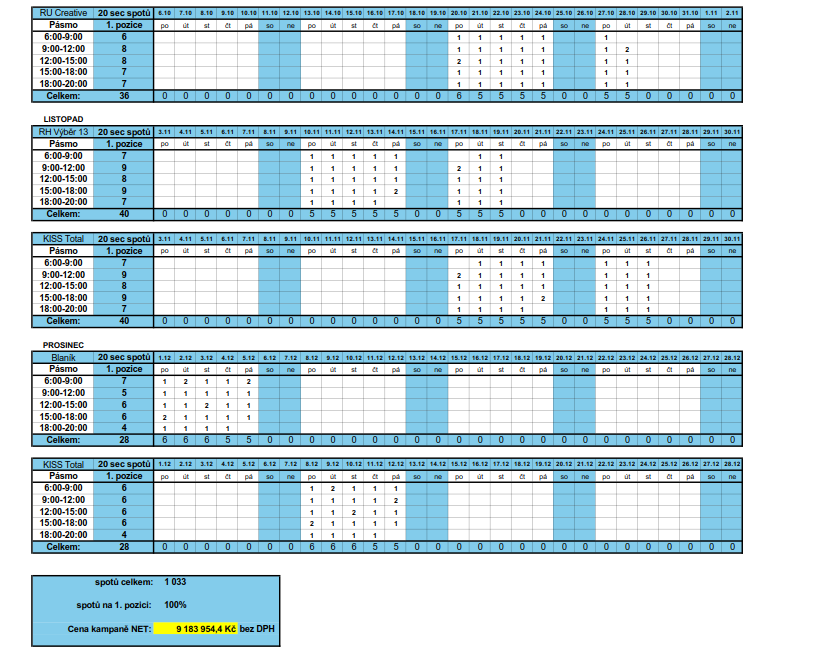 RU Creative 20 sec spotů 6.10 7.10 8.10 9.10 10.10 11.10 12.10 13.10 14.10 15.10 16.10 17.10 18.10 19.10 20.10 21.10 22.10 23.10 24.10 25.10 26.10 27.10 28.10 29.10 30.10 31.10 1.11 2.11
Pásmo 1. pozice po út st čt pá so ne po út st čt pá so ne po út st čt pá so ne po út st čt pá so ne
6:00-9:00 6 1 1 1 1 1 1
9:00-12:00 8 1 1 1 1 1 1 2
12:00-15:00 8 2 1 1 1 1 1 1
15:00-18:00 7 1 1 1 1 1 1 1
18:00-20:00 7 1 1 1 1 1 1 1
Celkem: 36 0 0 0 0 0 0 0 0 0 0 0 0 0 0 6 5 5 5 5 0 0 5 5 0 0 0 0 0
LISTOPAD
RH Výběr 13 20 sec spotů 3.11 4.11 5.11 6.11 7.11 8.11 9.11 10.11 11.11 12.11 13.11 14.11 15.11 16.11 17.11 18.11 19.11 20.11 21.11 22.11 23.11 24.11 25.11 26.11 27.11 28.11 29.11 30.11
Pásmo 1. pozice po út st čt pá so ne po út st čt pá so ne po út st čt pá so ne po út st čt pá so ne
6:00-9:00 7 1 1 1 1 1 1 1
9:00-12:00 9 1 1 1 1 1 2 1 1
12:00-15:00 8 1 1 1 1 1 1 1 1
15:00-18:00 9 1 1 1 1 2 1 1 1
18:00-20:00 7 1 1 1 1 1 1 1
Celkem: 40 0 0 0 0 0 0 0 5 5 5 5 5 0 0 5 5 5 0 0 0 0 0 0 0 0 0 0 0
KISS Total 20 sec spotů 3.11 4.11 5.11 6.11 7.11 8.11 9.11 10.11 11.11 12.11 13.11 14.11 15.11 16.11 17.11 18.11 19.11 20.11 21.11 22.11 23.11 24.11 25.11 26.11 27.11 28.11 29.11 30.11
Pásmo 1. pozice po út st čt pá so ne po út st čt pá so ne po út st čt pá so ne po út st čt pá so ne
6:00-9:00 7 1 1 1 1 1 1 1
9:00-12:00 9 2 1 1 1 1 1 1 1
12:00-15:00 8 1 1 1 1 1 1 1 1
15:00-18:00 9 1 1 1 1 2 1 1 1
18:00-20:00 7 1 1 1 1 1 1 1
Celkem: 40 0 0 0 0 0 0 0 0 0 0 0 0 0 0 5 5 5 5 5 0 0 5 5 5 0 0 0 0
PROSINEC
Blaník 20 sec spotů 1.12 2.12 3.12 4.12 5.12 6.12 7.12 8.12 9.12 10.12 11.12 12.12 13.12 14.12 15.12 16.12 17.12 18.12 19.12 20.12 21.12 22.12 23.12 24.12 25.12 26.12 27.12 28.12
Pásmo 1. pozice po út st čt pá so ne po út st čt pá so ne po út st čt pá so ne po út st čt pá so ne
6:00-9:00 7 1 2 1 1 2
9:00-12:00 5 1 1 1 1 1
12:00-15:00 6 1 1 2 1 1
15:00-18:00 6 2 1 1 1 1
18:00-20:00 4 1 1 1 1
Celkem: 28 6 6 6 5 5 0 0 0 0 0 0 0 0 0 0 0 0 0 0 0 0 0 0 0 0 0 0 0
KISS Total 20 sec spotů 1.12 2.12 3.12 4.12 5.12 6.12 7.12 8.12 9.12 10.12 11.12 12.12 13.12 14.12 15.12 16.12 17.12 18.12 19.12 20.12 21.12 22.12 23.12 24.12 25.12 26.12 27.12 28.12
Pásmo 1. pozice po út st čt pá so ne po út st čt pá so ne po út st čt pá so ne po út st čt pá so ne
6:00-9:00 6 1 2 1 1 1
9:00-12:00 6 1 1 1 1 2
12:00-15:00 6 1 1 2 1 1
15:00-18:00 6 2 1 1 1 1
18:00-20:00 4 1 1 1 1
Celkem: 28 0 0 0 0 0 0 0 6 6 6 5 5 0 0 0 0 0 0 0 0 0 0 0 0 0 0 0 0
spotů celkem: 1 033
spotů na 1. pozici: 100%
Cena kampaně NET: 9 183 954,4 Kč bez DPH